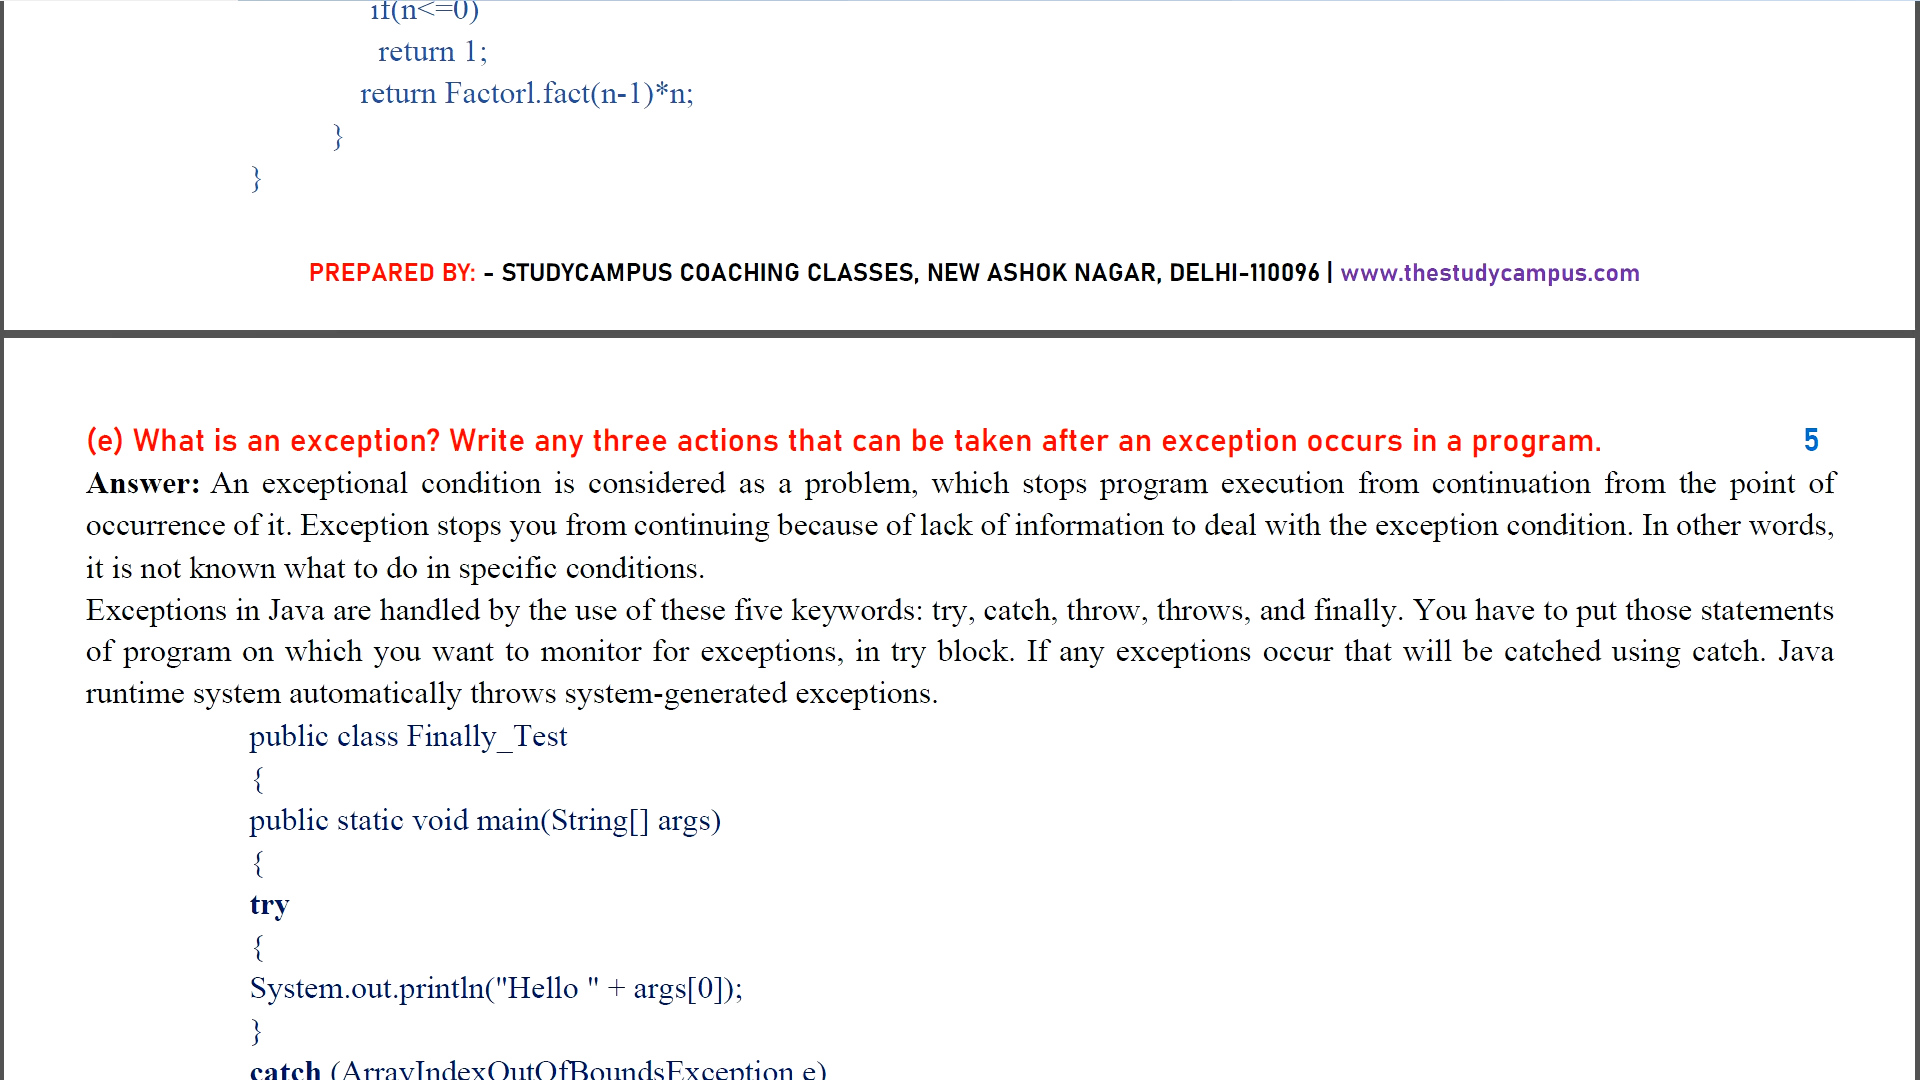 if(n<=0)
return 1;
return Factorl.fact(n-1)*n;
}
}
PREPARED BY: - STUDYCAMPUS COACHING CLASSES, NEW ASHOK NAGAR, DELHI-110096 | www.thestudycampus.com
(e) What is an exception? Write any three actions that can be taken after an exception occurs in a program. 5
Answer: An exceptional condition is considered as a problem, which stops program execution from continuation from the point of
occurrence of it. Exception stops you from continuing because of lack of information to deal with the exception condition. In other words,
it is not known what to do in specific conditions.
Exceptions in Java are handled by the use of these five keywords: try, catch, throw, throws, and finally. You have to put those statements
of program on which you want to monitor for exceptions, in try block. If any exceptions occur that will be catched using catch. Java
runtime system automatically throws system-generated exceptions.
public class Finally_Test
{
public static void main(String[] args)
{
try
{
System.out.println("Hello " + args[0]);
}
catch (ArrayIndexOutOfBoundsException e)